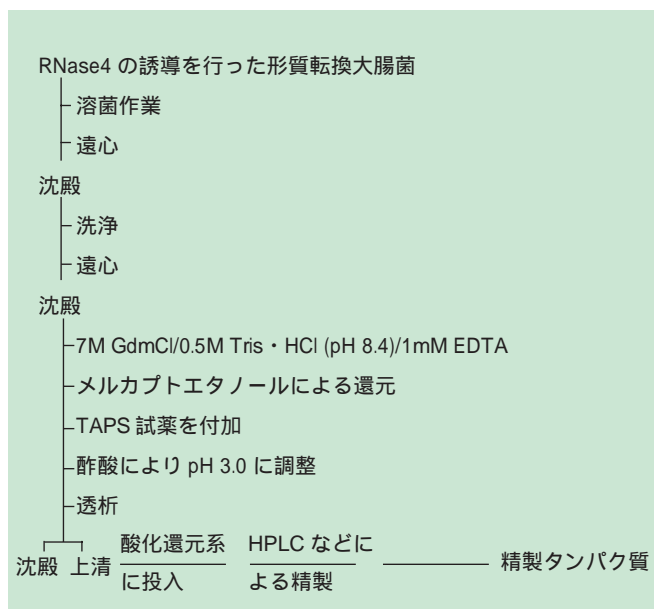 RNase4 の誘導を行った形質転換大腸菌
溶菌作業
遠心
沈殿
洗浄
遠心
沈殿
7M GdmCl/0.5M Tris・HCl (pH 8.4)/1mM EDTA
メルカプトエタノールによる還元
TAPS 試薬を付加
酢酸により pH 3.0 に調整
透析
沈殿 上清 酸化還元系 に投入 HPLC などに よる精製 精製タンパク質